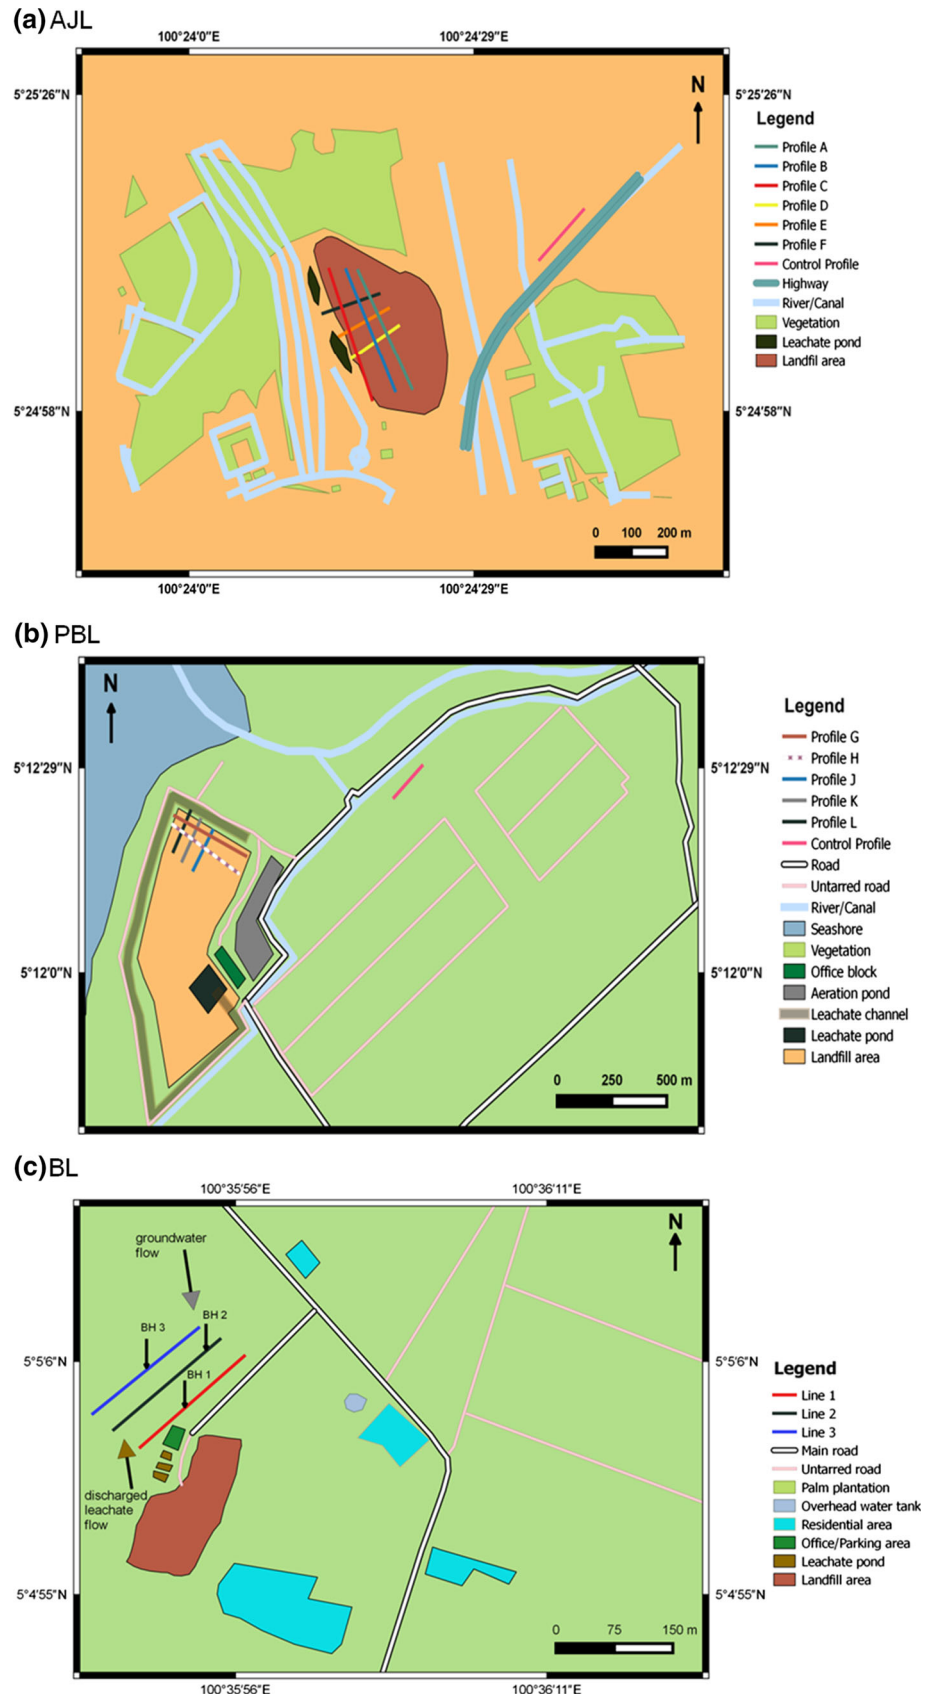 (a) AJL
100°24'0"E 100°24'29"E
N
5°25'26"N 5°25'26"N
Legend
Profile A
Profile B
Profile C
Profile D
Profile E
Profile F
Control Profile
Highway
River/Canal
Vegetation
Leachate pond
Landfil area
5°24'58"N 5°24'58"N
0 100 200 m
100°24'0"E 100°24'29"E
(b) PBL
N
Legend
Profile G
Profile H
Profile J
Profile K
Profile L
Control Profile
Road
Untarred road
River/Canal
Seashore
Vegetation
Office block
Aeration pond
Leachate channel
Leachate pond
Landfill area
5°12'29"N 5°12'29"N
5°12'0"N 5°12'0"N
0 250 500 m
(c) BL
100°35'56"E 100°36'11"E
N
groundwater
flow
BH 3
BH 2
BH 1
5°5'6"N 5°5'6"N
Legend
Line 1
Line 2
Line 3
Main road
Untarred road
Palm plantation
Overhead water tank
Residential area
Office/Parking area
Leachate pond
Landfill area
discharged
leachate
flow
5°4'55"N 5°4'55"N
0 75 150 m
100°35'56"E 100°36'11"E